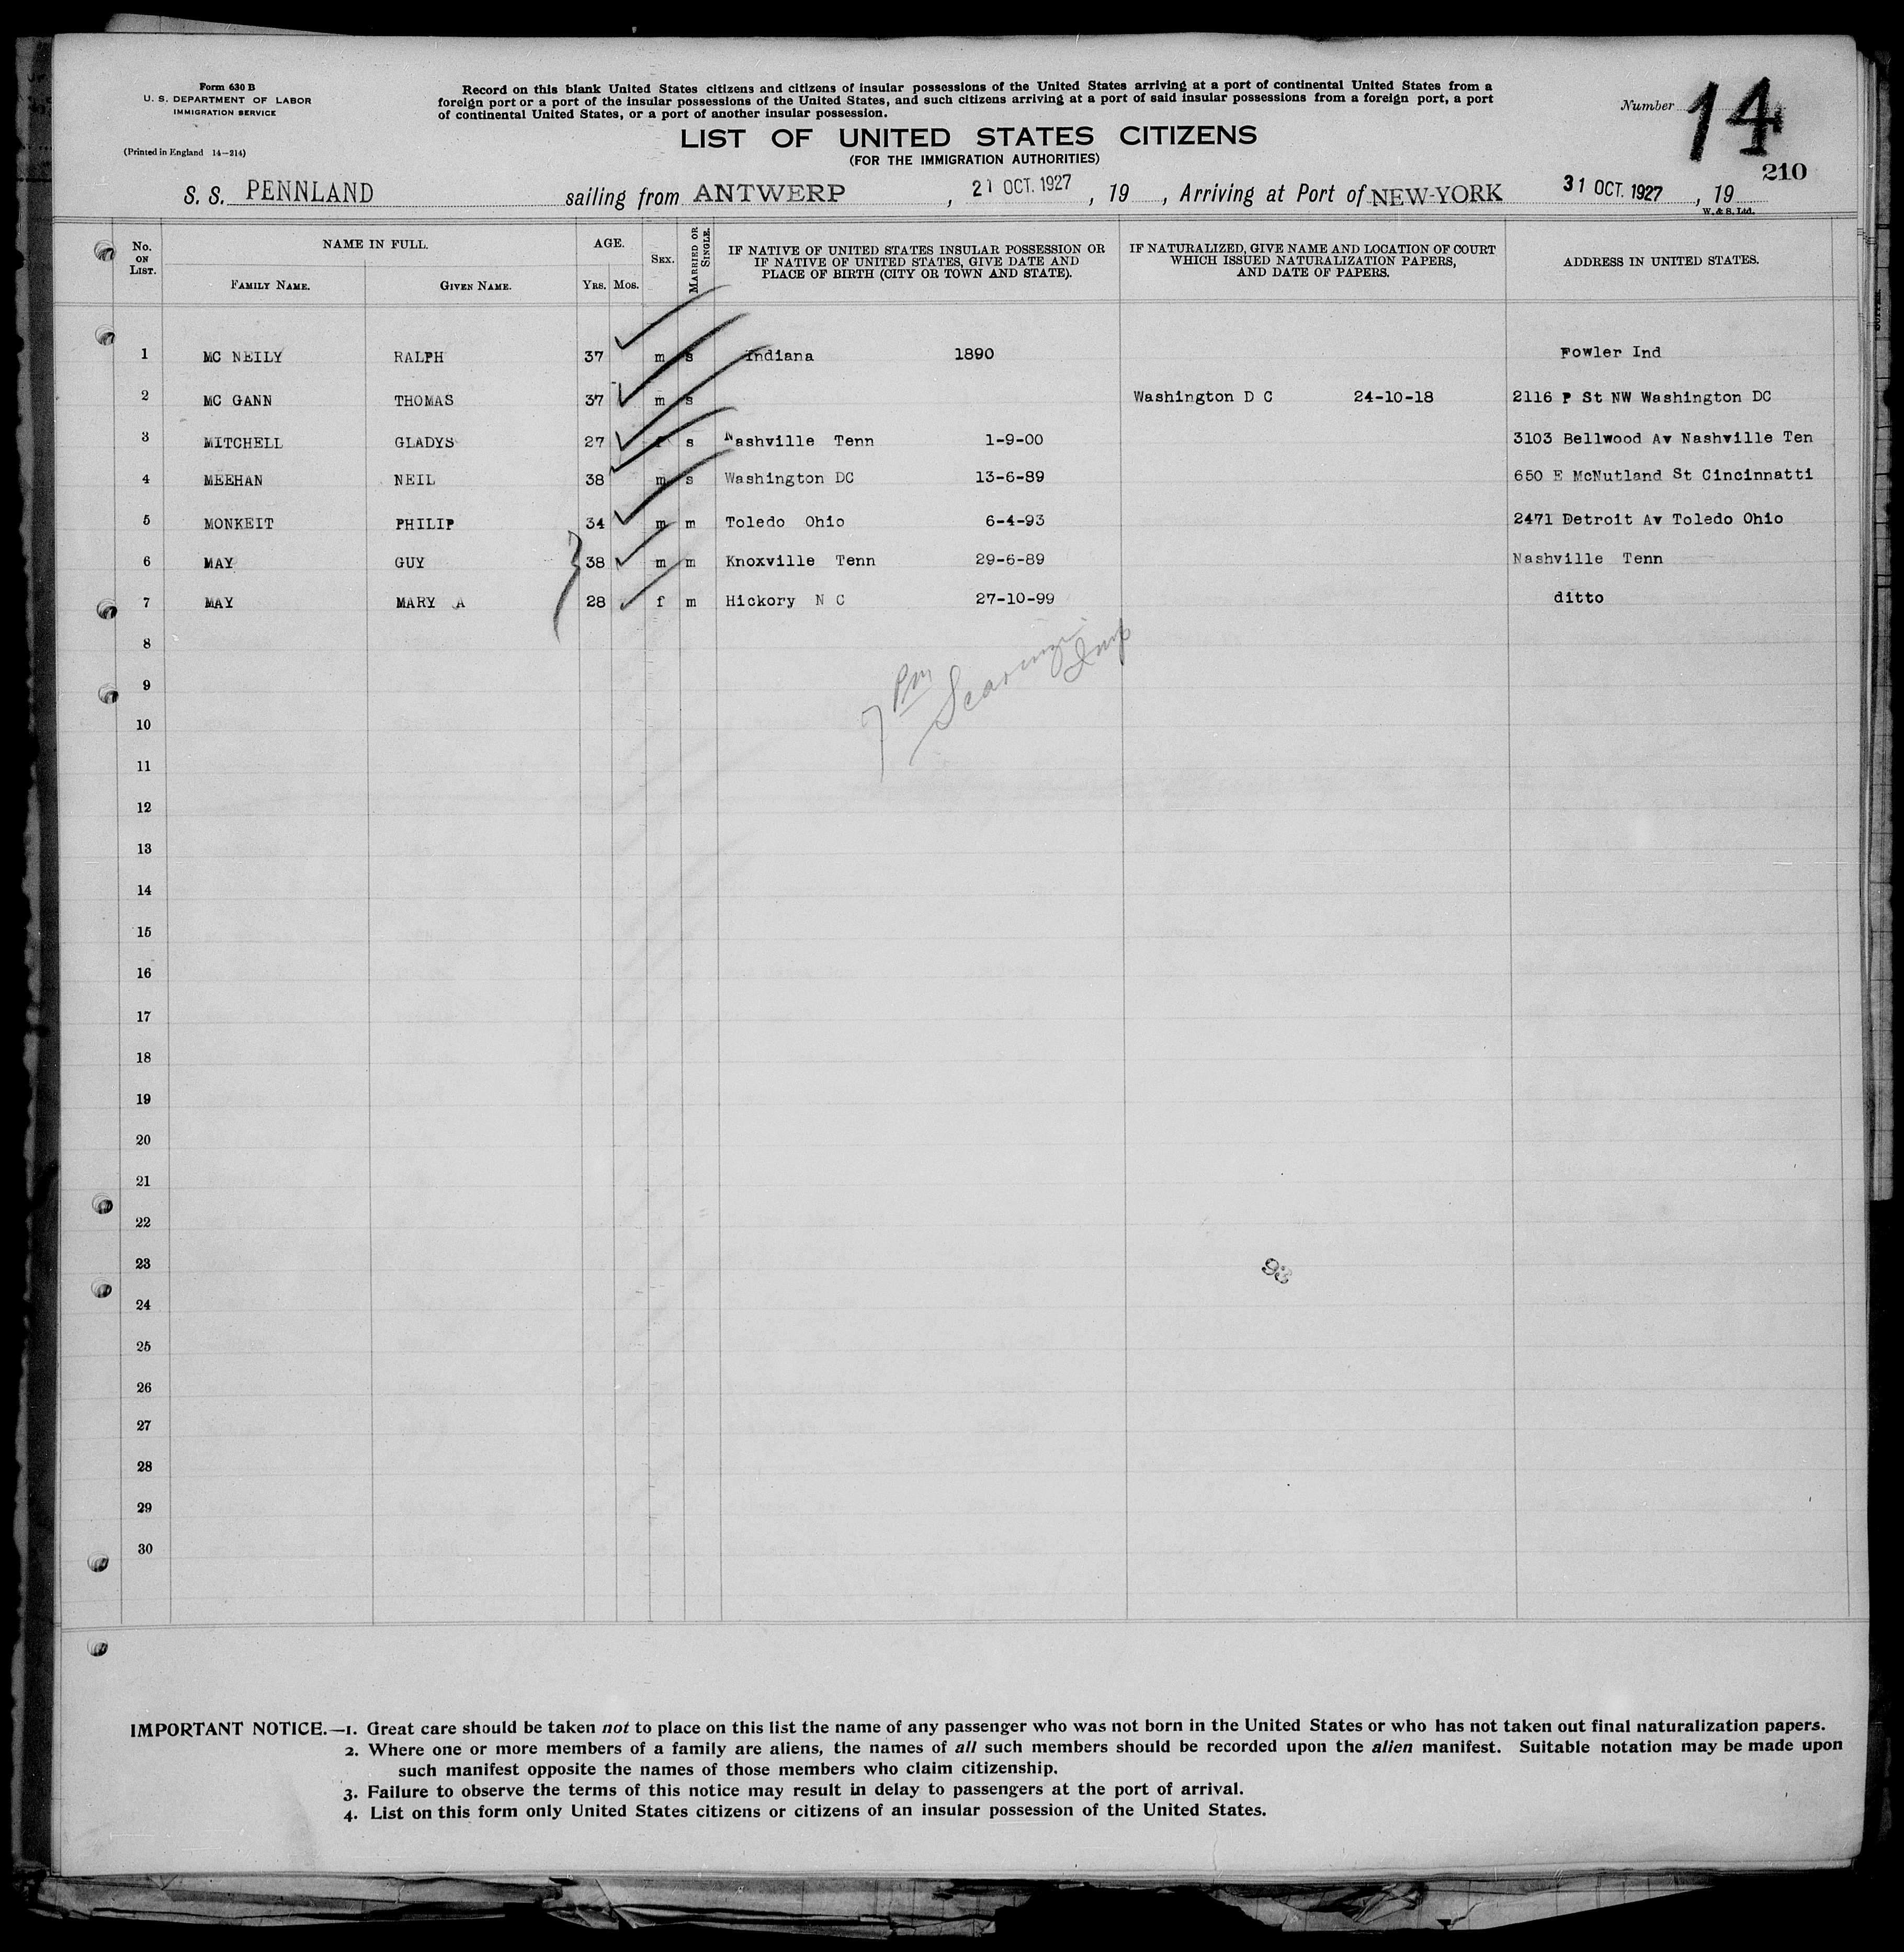 Form 630 B
U. S. DEPARTMENT OF LABOR
IMMIGRATION SERVICE
(Printed in England 14—214)
Record on this blank United States citizens and citizens of insular possessions of the United States arriving at a port of continental United States from a
foreign port or a port of the insular possessions of the United States, and such citizens arriving at a port of said insular possessions from a foreign port, a port
of continental United States, or a port of another insular possession.
LIST OF UNITED STATES CITIZENS
(FOR THE IMMIGRATION AUTHORITIES)
Number 14
210
S. S. PENNLAND sailing from ANTWERP, 21 OCT. 1927, 19 , Arriving at Port of NEW-YORK 31 OCT. 1927, 19
W. & S. Ltd.
No. ON LIST. NAME IN FULL. AGE. SEX. MARRIED OR SINGLE. IF NATIVE OF UNITED STATES INSULAR POSSESSION OR IF NATIVE OF UNITED STATES, GIVE DATE AND PLACE OF BIRTH (CITY OR TOWN AND STATE). IF NATURALIZED, GIVE NAME AND LOCATION OF COURT WHICH ISSUED NATURALIZATION PAPERS, AND DATE OF PAPERS. ADDRESS IN UNITED STATES.
FAMILY NAME. GIVEN NAME. YRS. MOS.
1 MC NEILY RALPH 37 m s Indiana 1890 Fowler Ind
2 MC GANN THOMAS 37 m s Washington D C 24-10-18 2116 P St NW Washington DC
3 MITCHELL GLADYS 27 f s Nashville Tenn 1-9-00 3103 Bellwood Av Nashville Ten
4 MEEHAN NEIL 38 m s Washington DC 13-6-89 650 E McNutland St Cincinnatti
5 MONKEIT PHILIP 34 m m Toledo Ohio 6-4-93 2471 Detroit Av Toledo Ohio
6 MAY GUY 38 m m Knoxville Tenn 29-6-89 Nashville Tenn
7 MAY MARY A 28 f m Hickory N C 27-10-99 ditto
8
7 Pm
9
10
11
12
13
14
15
16
17
18
19
20
21
22
23
24
25
26
27
28
29
30
IMPORTANT NOTICE.—1. Great care should be taken not to place on this list the name of any passenger who was not born in the United States or who has not taken out final naturalization papers.
2. Where one or more members of a family are aliens, the names of all such members should be recorded upon the alien manifest. Suitable notation may be made upon
such manifest opposite the names of those members who claim citizenship.
3. Failure to observe the terms of this notice may result in delay to passengers at the port of arrival.
4. List on this form only United States citizens or citizens of an insular possession of the United States.